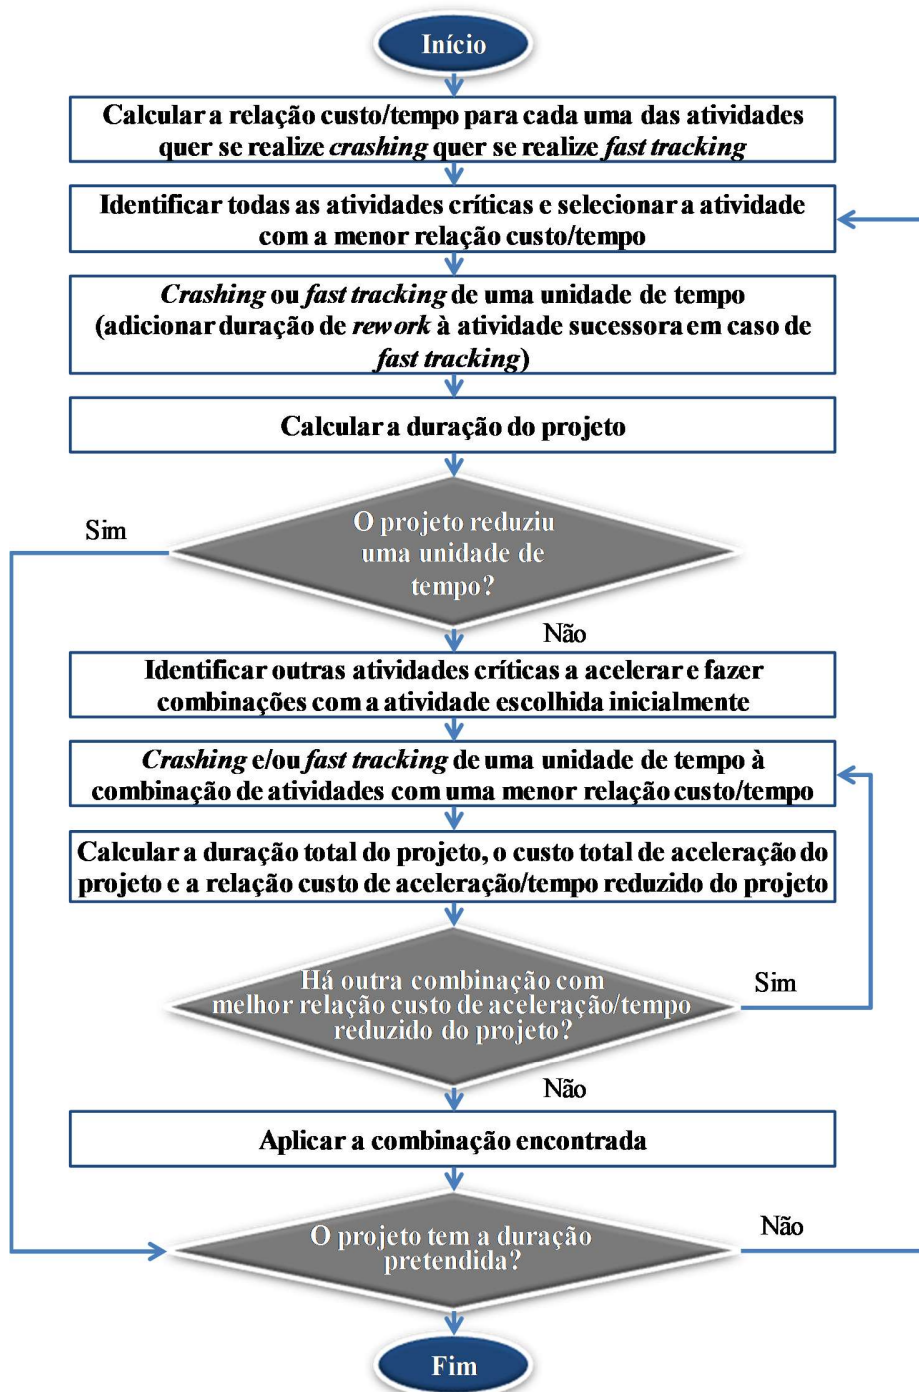 Início
Calcular a relação custo/tempo para cada uma das atividades
quer se realize crashing quer se realize fast tracking
Identificar todas as atividades críticas e selecionar a atividade
com a menor relação custo/tempo
Crashing ou fast tracking de uma unidade de tempo
(adicionar duração de rework à atividade sucessora em caso de
fast tracking)
Calcular a duração do projeto
Sim
O projeto reduziu
uma unidade de
tempo?
Não
Identificar outras atividades críticas a acelerar e fazer
combinações com a atividade escolhida inicialmente
Crashing e/ou fast tracking de uma unidade de tempo à
combinação de atividades com uma menor relação custo/tempo
Calcular a duração total do projeto, o custo total de aceleração do
projeto e a relação custo de aceleração/tempo reduzido do projeto
Há outra combinação com
melhor relação custo de aceleração/tempo
reduzido do projeto?
Sim
Não
Aplicar a combinação encontrada
O projeto tem a duração
pretendida?
Não
Fim